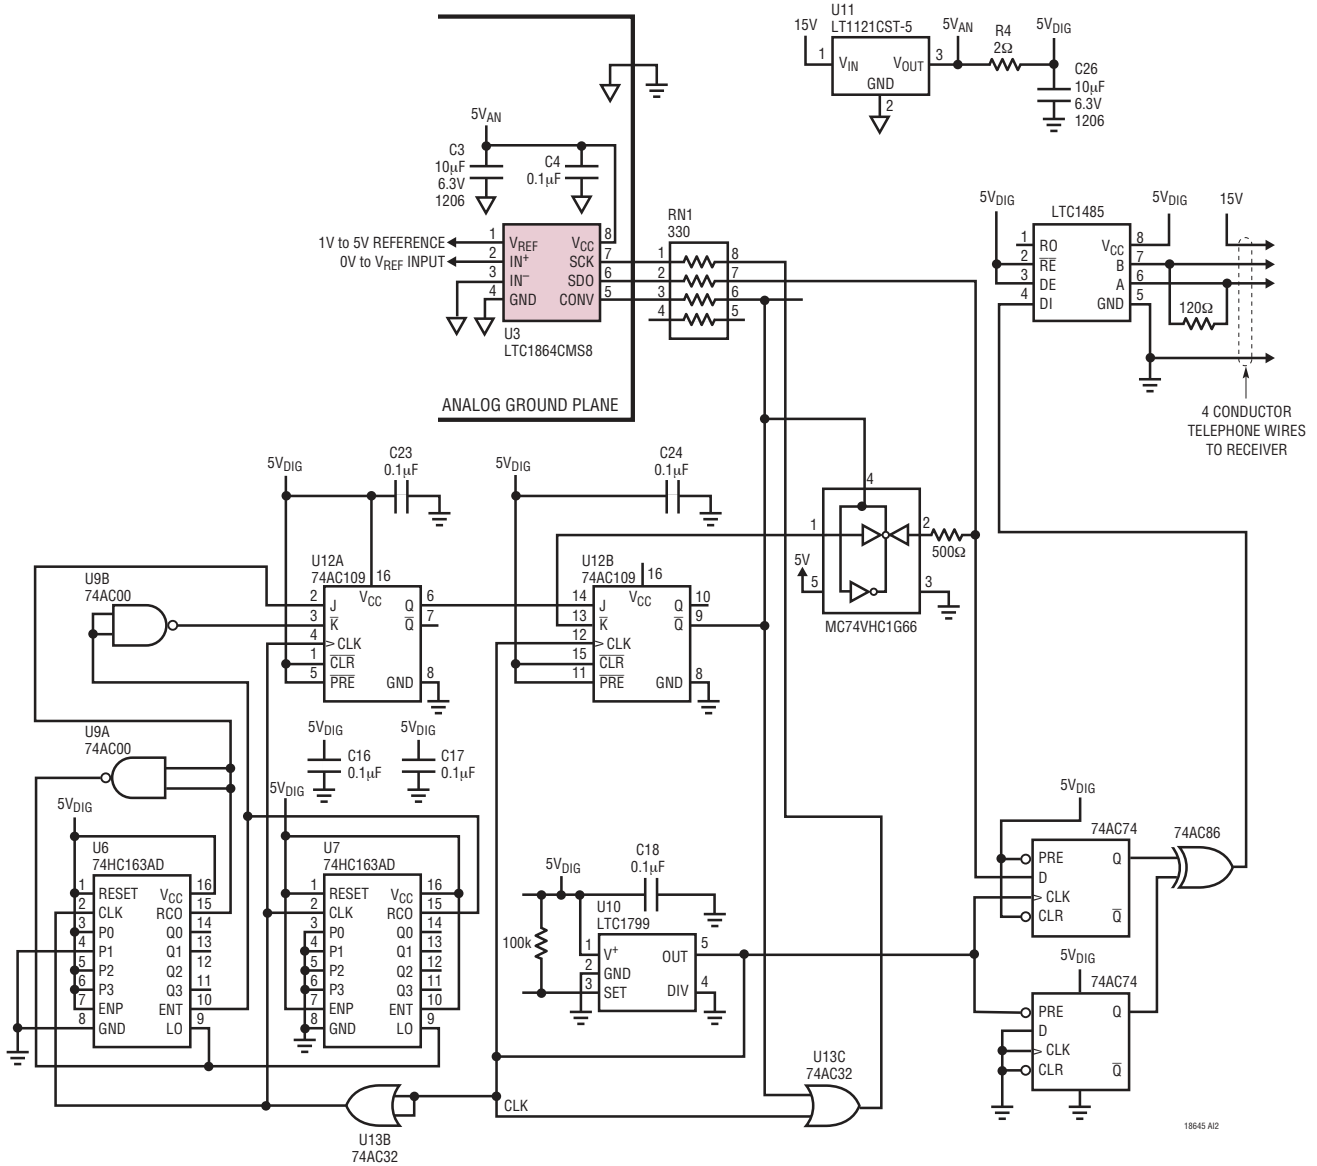 U11
LT1121CST-5
15V
5VAN
5VDIG
R4
2Ω
1
VIN
VOUT
3
GND
2
C26
10µF
6.3V
1206
5VAN
C3
10µF
6.3V
1206
C4
0.1µF
RN1
330
1V to 5V REFERENCE
0V to VREF INPUT
1
2
3
4
VREF
IN+
IN−
GND
VCC
SCK
SDO
CONV
8
7
6
5
U3
LTC1864CMS8
1
2
3
4
8
7
6
5
ANALOG GROUND PLANE
5VDIG
LTC1485
5VDIG
15V
1
2
3
4
RO
RE
DE
DI
VCC
B
A
GND
8
7
6
5
120Ω
4 CONDUCTOR
TELEPHONE WIRES
TO RECEIVER
5VDIG
C23
0.1µF
5VDIG
C24
0.1µF
U9B
74AC00
U12A
74AC109
16
2
3
4
1
5
J
K
CLK
CLR
PRE
VCC
Q
Q
GND
6
7
8
U12B
74AC109
16
14
13
12
15
11
J
K
CLK
CLR
PRE
VCC
Q
Q
GND
10
9
8
4
1
2
5V
5
3
500Ω
MC74VHC1G66
U9A
74AC00
5VDIG
C16
0.1µF
5VDIG
C17
0.1µF
5VDIG
U6
74HC163AD
1
2
3
4
5
6
7
8
RESET
CLK
P0
P1
P2
P3
ENP
GND
VCC
RCO
Q0
Q1
Q2
Q3
ENT
LO
16
15
14
13
12
11
10
9
5VDIG
U7
74HC163AD
1
2
3
4
5
6
7
8
RESET
CLK
P0
P1
P2
P3
ENP
GND
VCC
RCO
Q0
Q1
Q2
Q3
ENT
LO
16
15
14
13
12
11
10
9
5VDIG
C18
0.1µF
100k
U10
LTC1799
1
2
3
V+
GND
SET
OUT
DIV
5
4
5VDIG
74AC74
PRE
D
CLK
CLR
Q
Q
74AC86
5VDIG
74AC74
PRE
D
CLK
CLR
Q
Q
U13B
74AC32
CLK
U13C
74AC32
18645 AI2